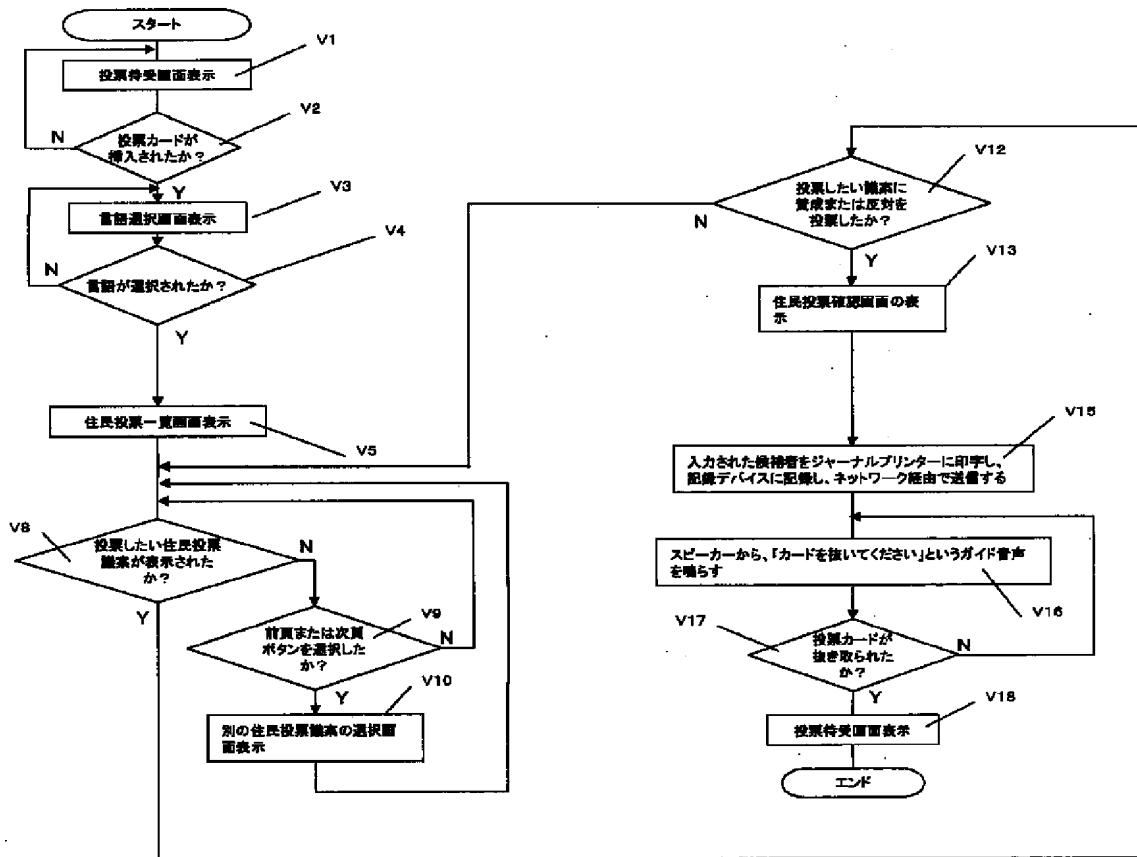 スタート
V1
投票待受画面表示
V2
投票カードが
挿入されたか？
N
Y
V3
言語選択画面表示
V4
言語が選択されたか？
N
Y
住民投票一覧画面表示
V5
V8
投票したい住民投票
議案が表示された
か？
N
Y
V9
前頁または次頁
ボタンを選択した
か？
N
Y
V10
別の住民投票議案の選択画
面表示
V12
投票したい議案に
賛成または反対を
投票したか？
N
Y
V13
住民投票確認画面の表
示
V15
入力された候補者をジャーナルプリンターに印字し、
記録デバイスに記録し、ネットワーク経由で送信する
スピーカーから、「カードを抜いてください」というガイド音声
を鳴らす
V16
V17
投票カードが
抜き取られた
か？
N
Y
V18
投票待受画面表示
エンド